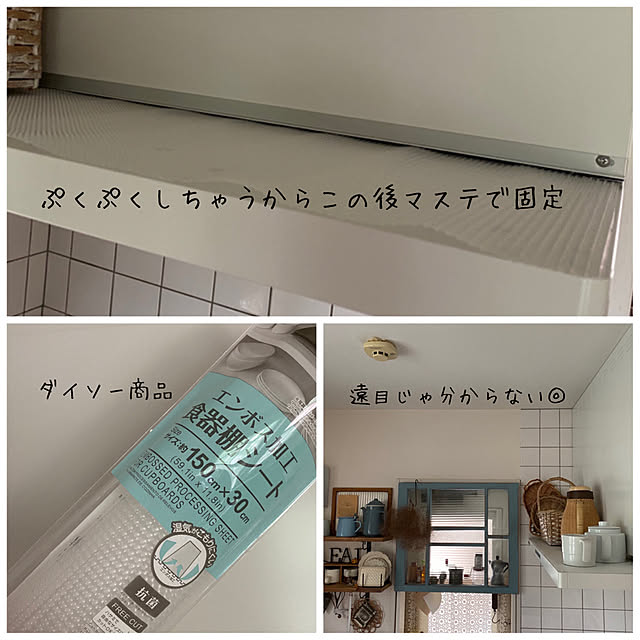 ぷくぷくしちゃうからこの後マステで固定
ダイソー商品
エンボス加工
食器棚シート
サイズ:約150cm×30cm
(59.1in x 11.8in)
EMBOSSED PROCESSING SHEET
FOR CUPBOARDS
湿気がこもりにくい
抗菌
FREE CUT
遠目じゃ分からない◎
EAT